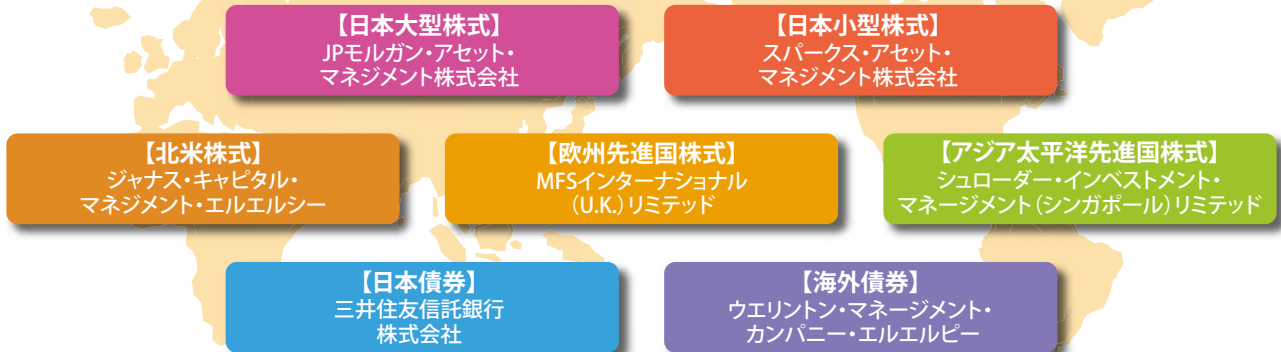 【日本大型株式】
JPモルガン・アセット・
マネジメント株式会社
【日本小型株式】
スパークス・アセット・
マネジメント株式会社
【北米株式】
ジャナス・キャピタル・
マネジメント・エルエルシー
【欧州先進国株式】
MFSインターナショナル
(U.K.)リミテッド
【アジア太平洋先進国株式】
シュローダー・インベストメント・
マネージメント(シンガポール)リミテッド
【日本債券】
三井住友信託銀行
株式会社
【海外債券】
ウエリントン・マネージメント・
カンパニー・エルエルピー